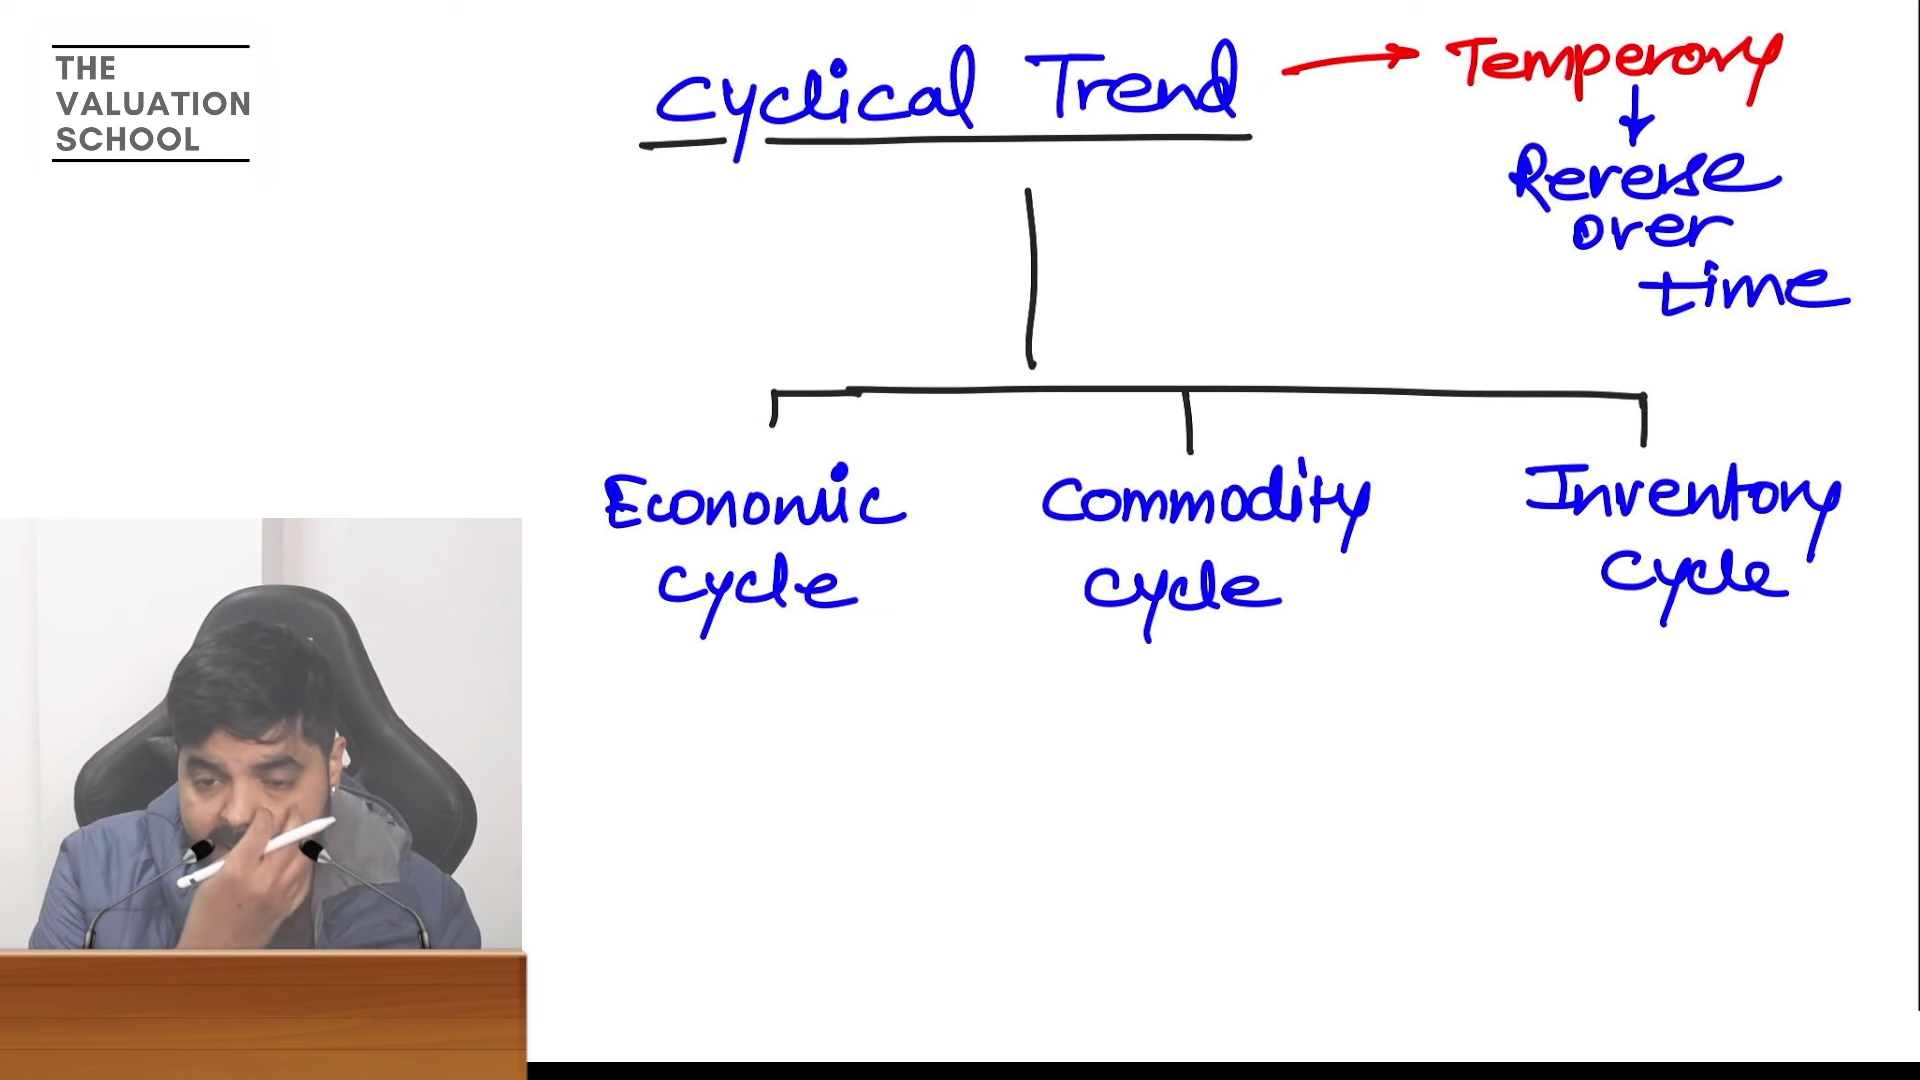 THE
VALUATION
SCHOOL
Cyclical Trend → Temperory
↓
Reverse
over
time
Economic
cycle
Commodity
cycle
Inventory
cycle